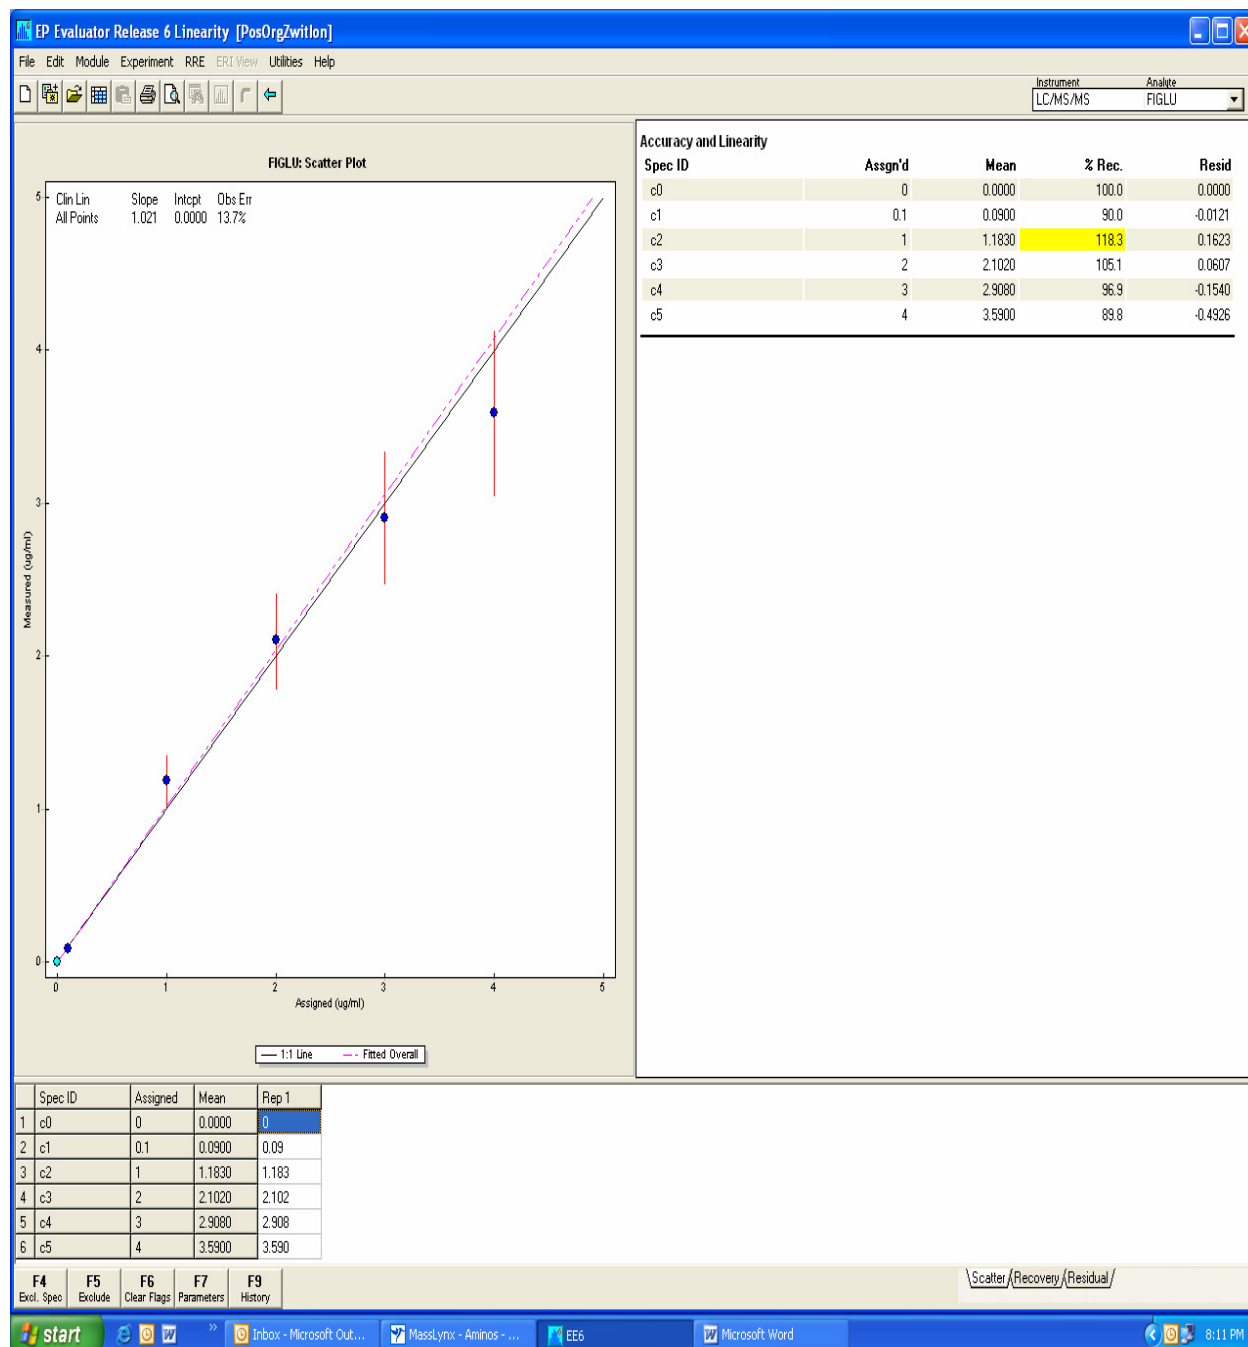 EP Evaluator Release 6 Linearity [PosOrgZwitIon]
File Edit Module Experiment RRE ERI View Utilities Help
Instrument Analyte
LC/MS/MS FIGLU
FIGLU: Scatter Plot
Clin Lin Slope Intcpt Obs Err
All Points 1.021 0.0000 13.7%
5
4
3
2
1
0
Measured (ug/ml)
0 1 2 3 4 5
Assigned (ug/ml)
1:1 Line Fitted Overall
Accuracy and Linearity
Spec ID Assgn'd Mean % Rec. Resid
c0 0 0.0000 100.0 0.0000
c1 0.1 0.0900 90.0 -0.0121
c2 1 1.1830 118.3 0.1623
c3 2 2.1020 105.1 0.0607
c4 3 2.9080 96.9 -0.1540
c5 4 3.5900 89.8 -0.4926
Spec ID Assigned Mean Rep 1
1 c0 0 0.0000 0
2 c1 0.1 0.0900 0.09
3 c2 1 1.1830 1.183
4 c3 2 2.1020 2.102
5 c4 3 2.9080 2.908
6 c5 4 3.5900 3.590
F4 F5 F6 F7 F9
Excl. Spec Exclude Clear Flags Parameters History
Scatter Recovery Residual
start Inbox - Microsoft Out... MassLynx - Aminos - ... EE6 Microsoft Word 8:11 PM